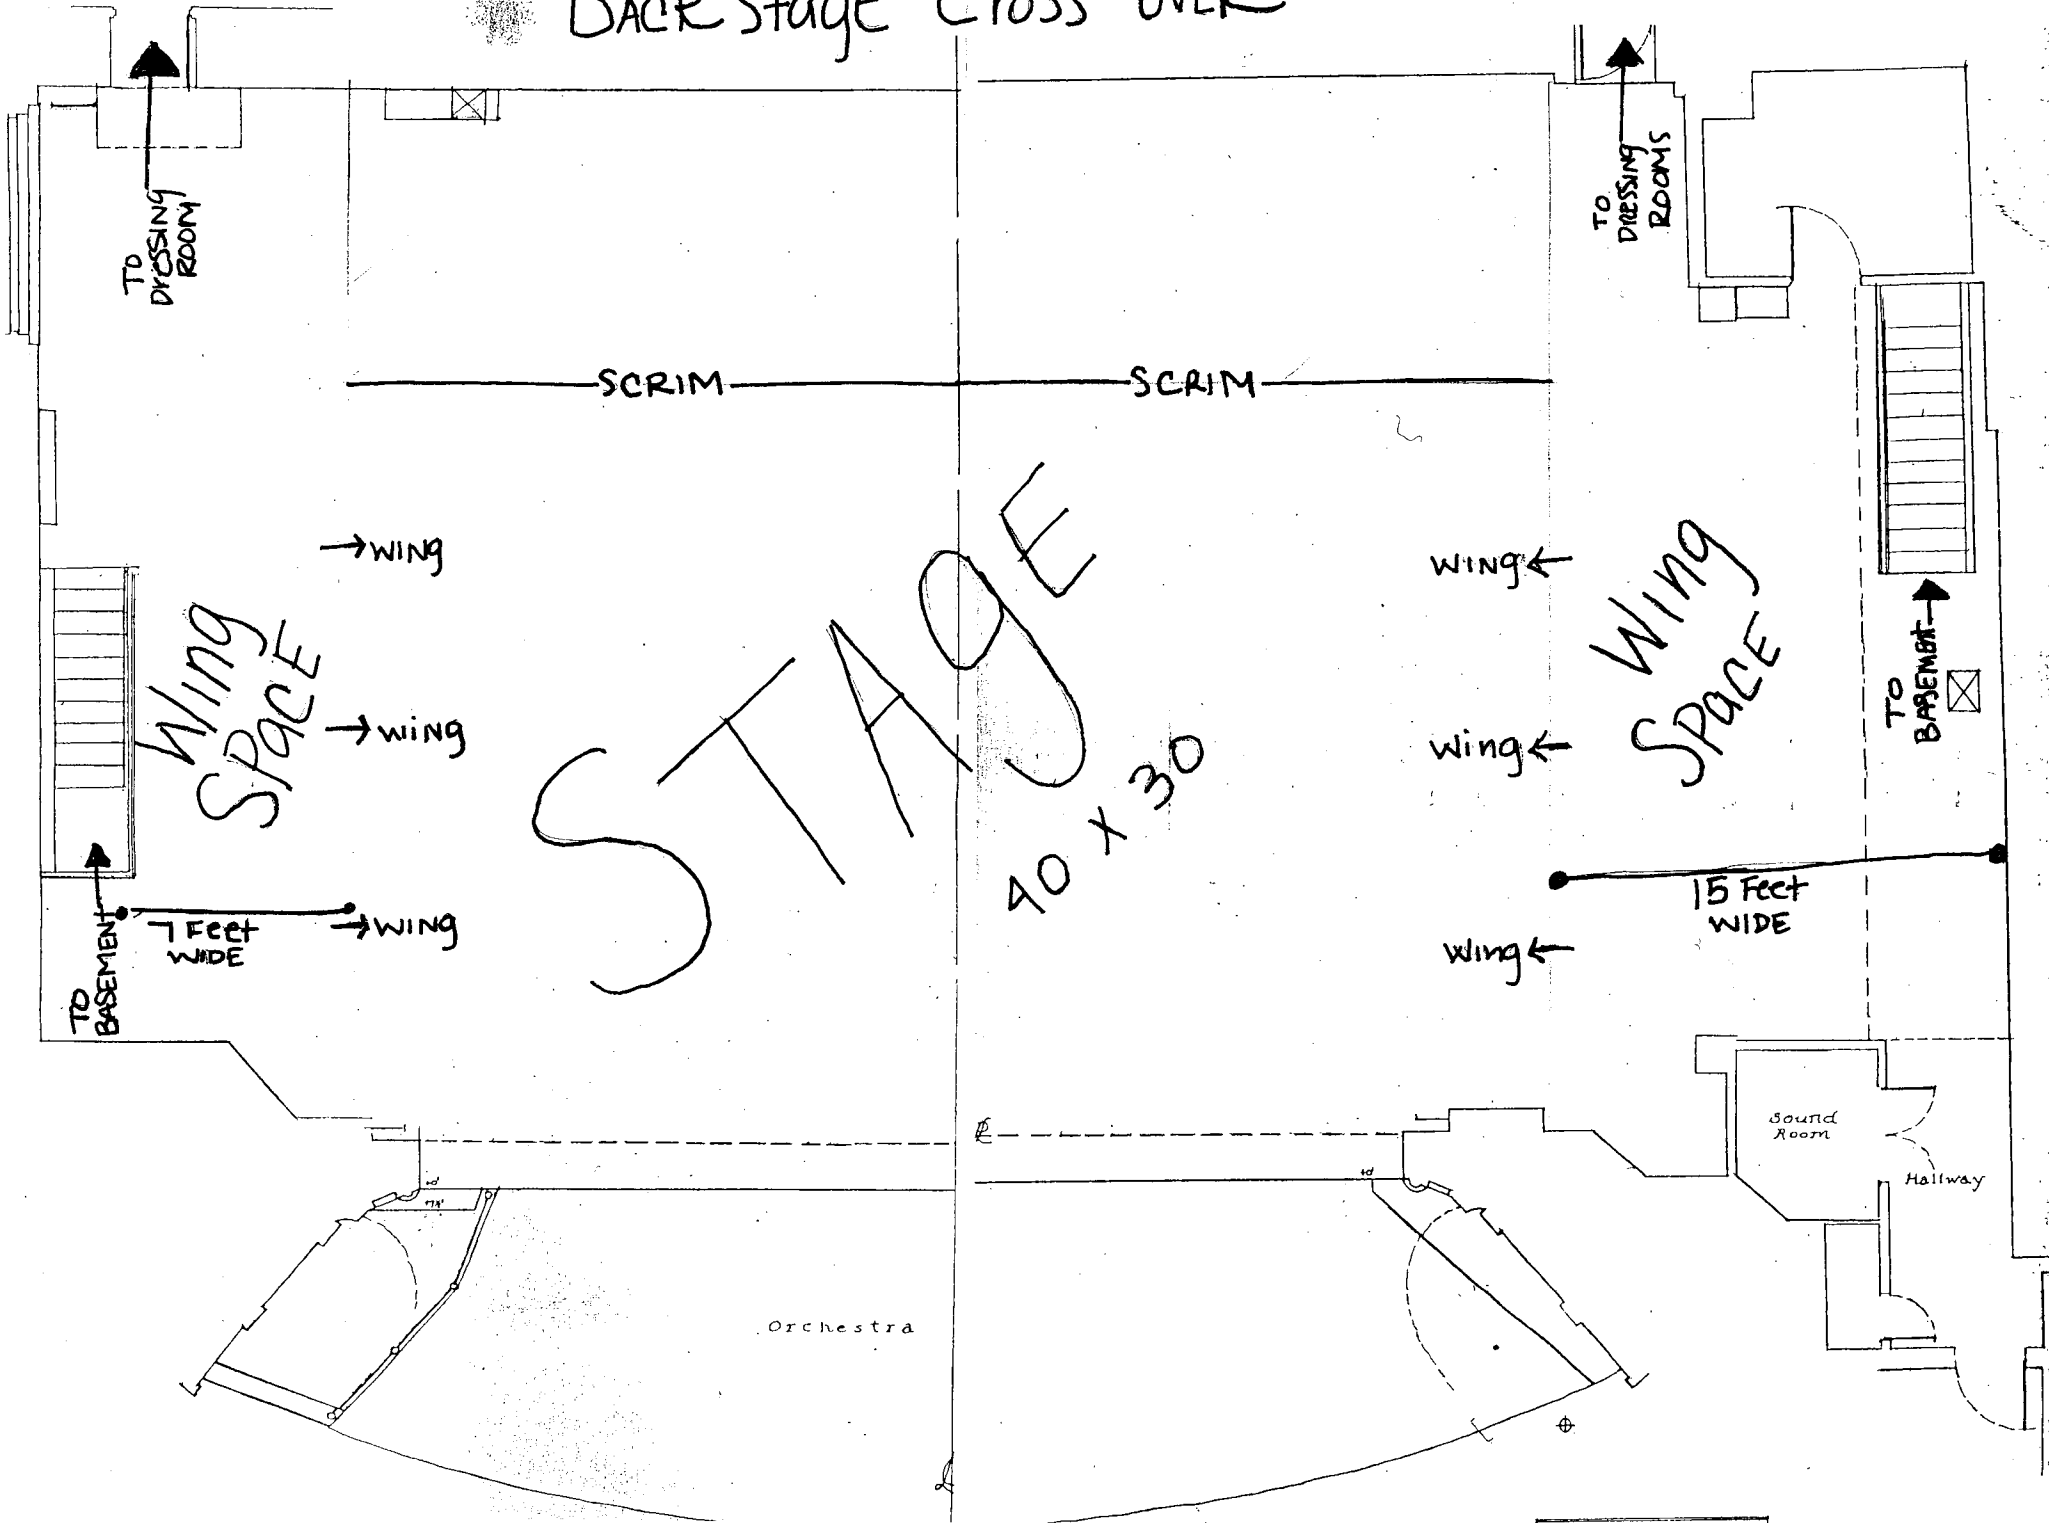 BACKStage Cross OVER
TO
DrESSING
ROOM
TO
DRESSING
ROOMS
SCRIM
SCRIM
WING
WING
Wing
SPACE
WING
Wing
SPACE
WING
STAgE
40 X 30
Wing
Wing
TO
BASEMENT
7 Feet
WIDE
WING
Wing
15 Feet
WIDE
TO
BASEMENT
Sound
Room
Hallway
Orchestra